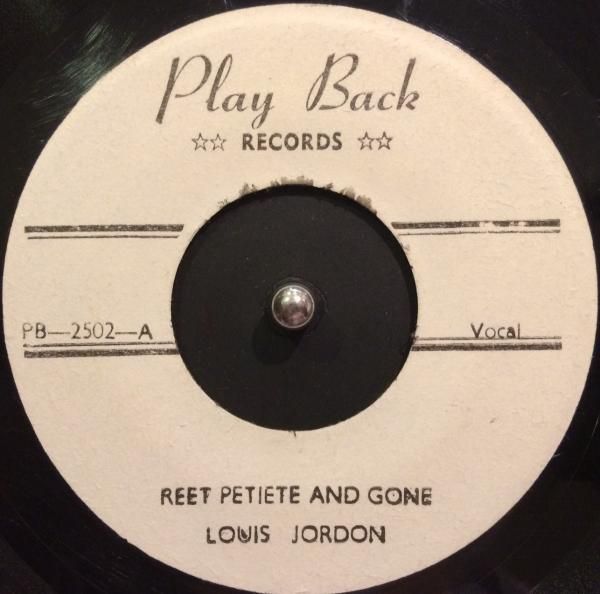 Play Back
☆☆ RECORDS ☆☆
PB—2502—A
Vocal
REET PETIETE AND GONE
LOUIS JORDON